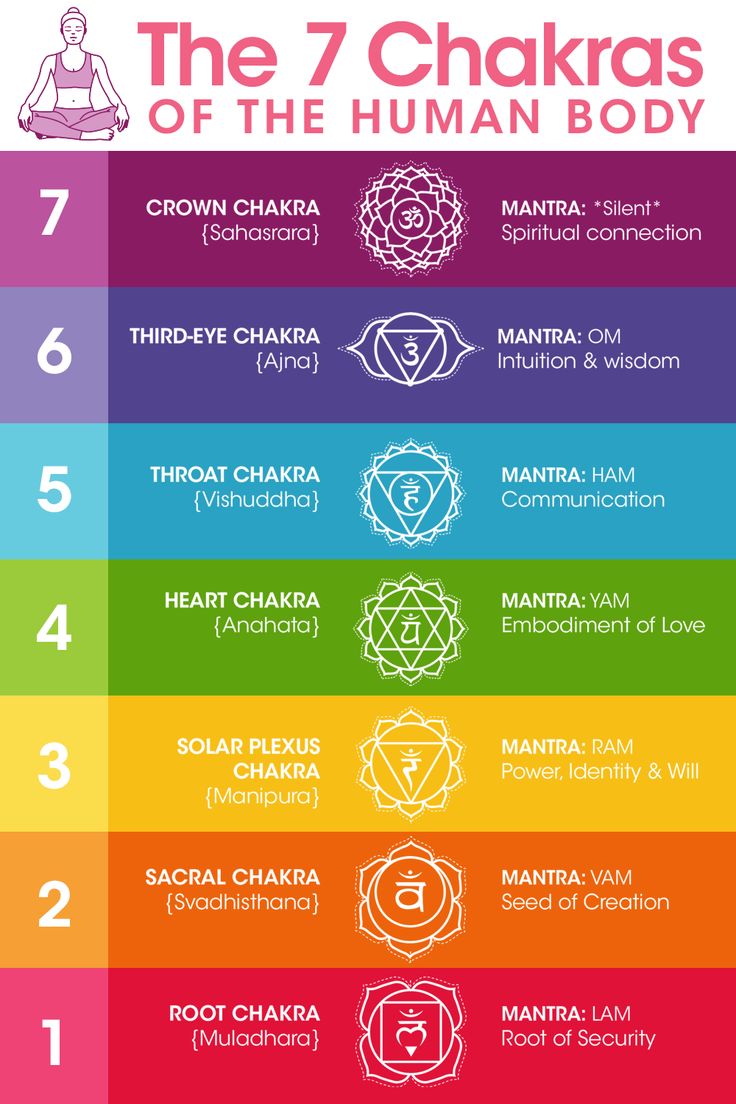 The 7 Chakras
OF THE HUMAN BODY
7
CROWN CHAKRA
{Sahasrara}
ॐ
MANTRA: *Silent*
Spiritual connection
6
THIRD-EYE CHAKRA
{Ajna}
ॐ
MANTRA: OM
Intuition & wisdom
5
THROAT CHAKRA
{Vishuddha}
हँ
MANTRA: HAM
Communication
4
HEART CHAKRA
{Anahata}
यँ
MANTRA: YAM
Embodiment of Love
3
SOLAR PLEXUS
CHAKRA
{Manipura}
रँ
MANTRA: RAM
Power, Identity & Will
2
SACRAL CHAKRA
{Svadhisthana}
वँ
MANTRA: VAM
Seed of Creation
1
ROOT CHAKRA
{Muladhara}
लँ
MANTRA: LAM
Root of Security